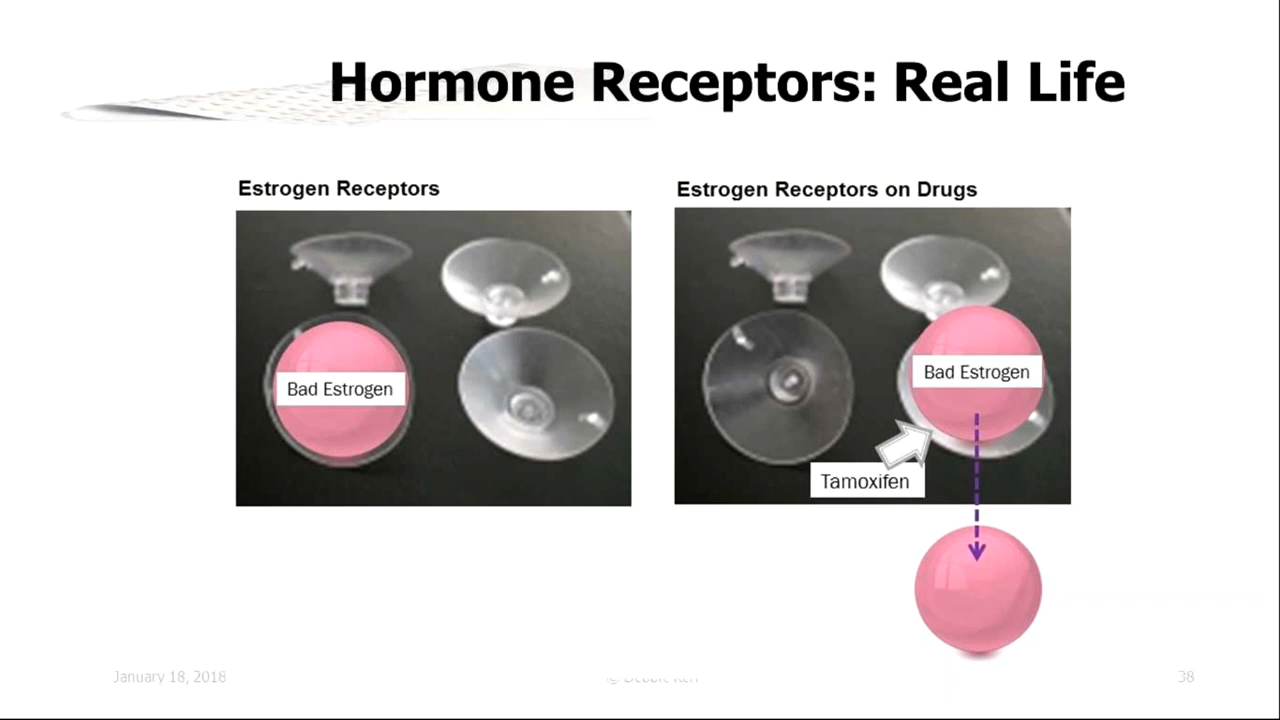 Hormone Receptors: Real Life
Estrogen Receptors
Estrogen Receptors on Drugs
Bad Estrogen
Bad Estrogen
Tamoxifen
January 18, 2018
38